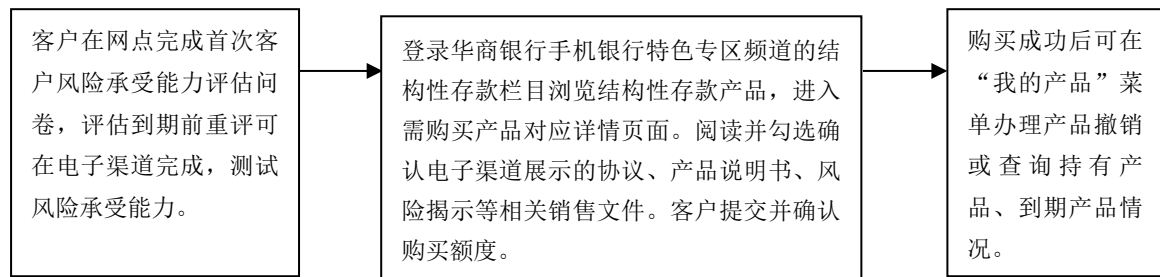 客户在网点完成首次客
户风险承受能力评估问
卷，评估到期前重评可
在电子渠道完成，测试
风险承受能力。
登录华商银行手机银行特色专区频道的结
构性存款栏目浏览结构性存款产品，进入
需购买产品对应详情页面。阅读并勾选确
认电子渠道展示的协议、产品说明书、风
险揭示等相关销售文件。客户提交并确认
购买额度。
购买成功后可在
“我的产品”菜
单办理产品撤销
或查询持有产
品、到期产品情
况。